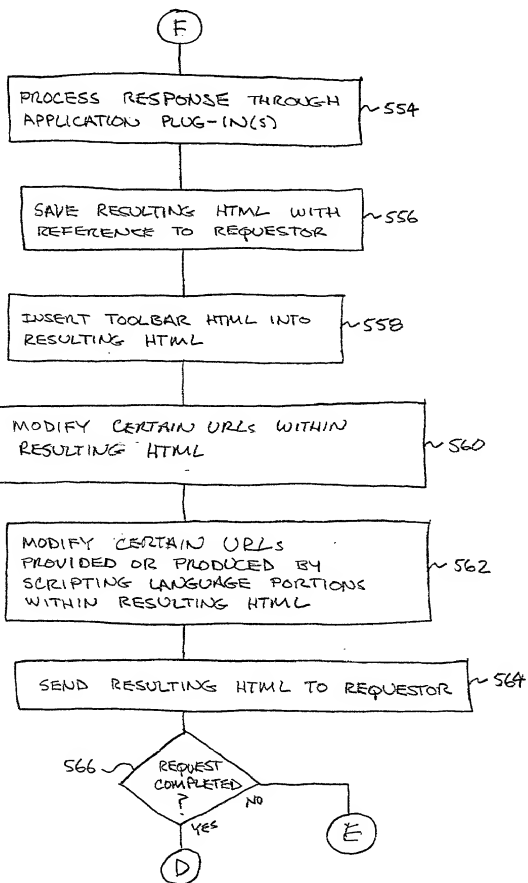 F
PROCESS RESPONSE THROUGH
APPLICATION PLUG-IN(S)
554
SAVE RESULTING HTML WITH
REFERENCE TO REQUESTOR
556
INSERT TOOLBAR HTML INTO
RESULTING HTML
558
MODIFY CERTAIN URLs WITHIN
RESULTING HTML
560
MODIFY CERTAIN URLs
PROVIDED OR PRODUCED BY
SCRIPTING LANGUAGE PORTIONS
WITHIN RESULTING HTML
562
SEND RESULTING HTML TO REQUESTOR
564
566
REQUEST
COMPLETED
?
NO
YES
E
D